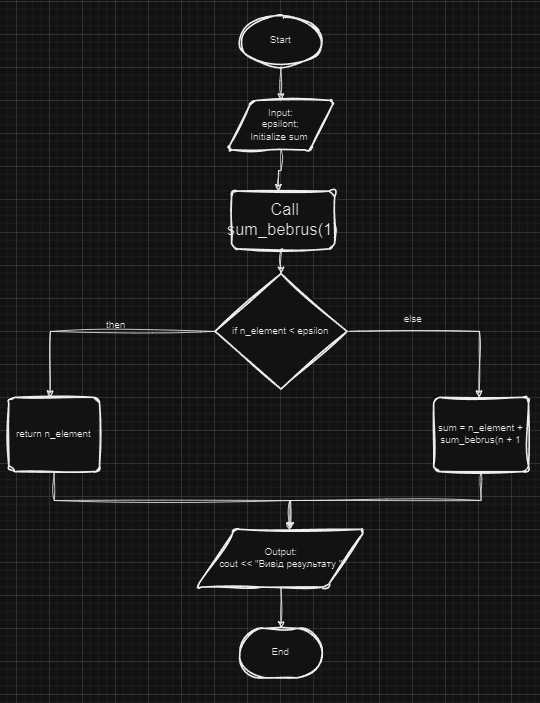 Start
Input:
epsilont;
Initialize sum
Call
sum_bebrus(1)
if n_element < epsilon
then
else
return n_element
sum = n_element +
sum_bebrus(n + 1
Output:
cout << "Вивід результату "
End